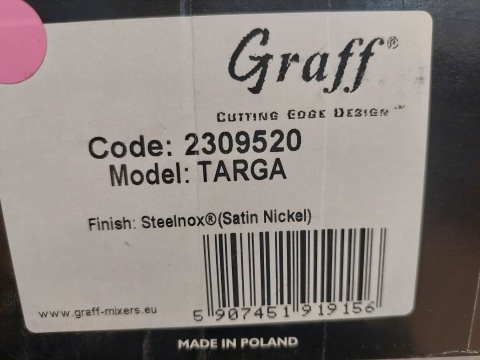 Graff®
CUTTING EDGE DESIGN ™
Code: 2309520
Model: TARGA
Finish: Steelnox®(Satin Nickel)
www.graff-mixers.eu
5 907451 919156
MADE IN POLAND